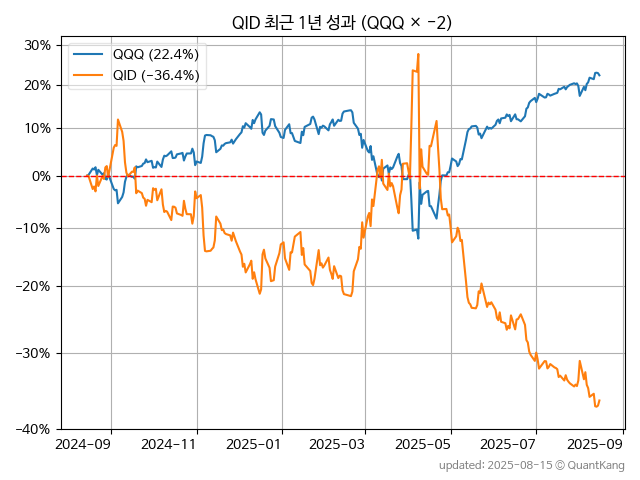 QID 최근 1년 성과 (QQQ × −2)
QQQ (22.4%)
QID (−36.4%)
30%
20%
10%
0%
−10%
−20%
−30%
−40%
2024-09 2024-11 2025-01 2025-03 2025-05 2025-07 2025-09
updated: 2025-08-15 © QuantKang